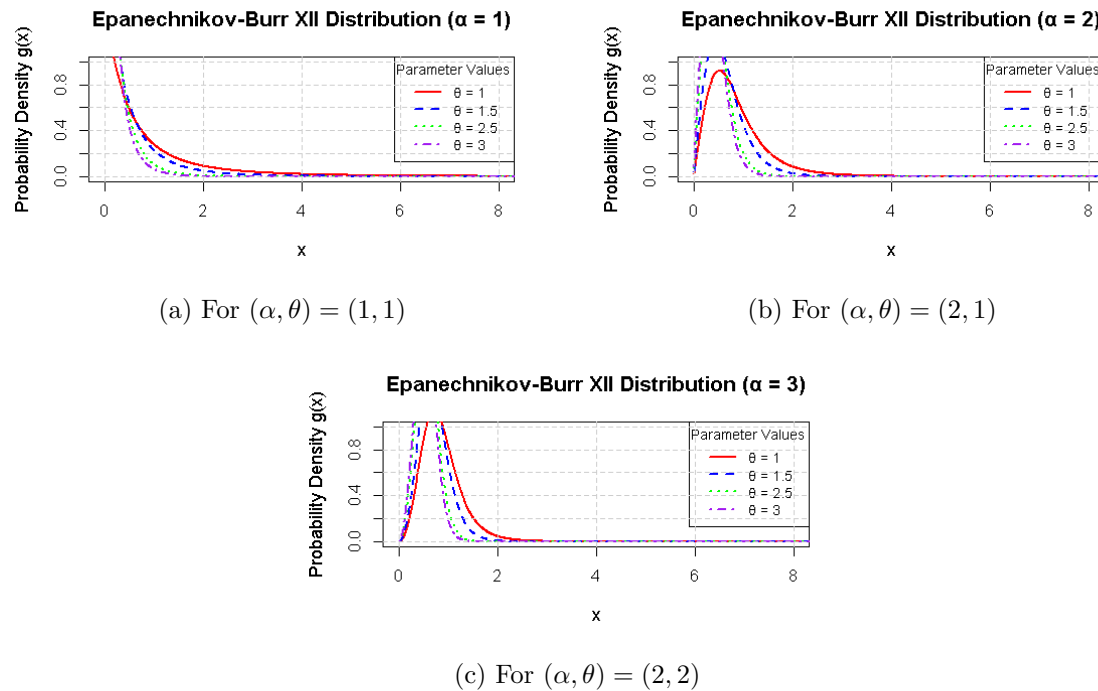 Epanechnikov-Burr XII Distribution (α = 1)
Probability Density g(x)
0.0 0.4 0.8
Parameter Values
θ = 1
θ = 1.5
θ = 2.5
θ = 3
0 2 4 6 8
x
(a) For (α, θ) = (1, 1)
Epanechnikov-Burr XII Distribution (α = 2)
Probability Density g(x)
0.0 0.4 0.8
Parameter Values
θ = 1
θ = 1.5
θ = 2.5
θ = 3
0 2 4 6 8
x
(b) For (α, θ) = (2, 1)
Epanechnikov-Burr XII Distribution (α = 3)
Probability Density g(x)
0.0 0.4 0.8
Parameter Values
θ = 1
θ = 1.5
θ = 2.5
θ = 3
0 2 4 6 8
x
(c) For (α, θ) = (2, 2)